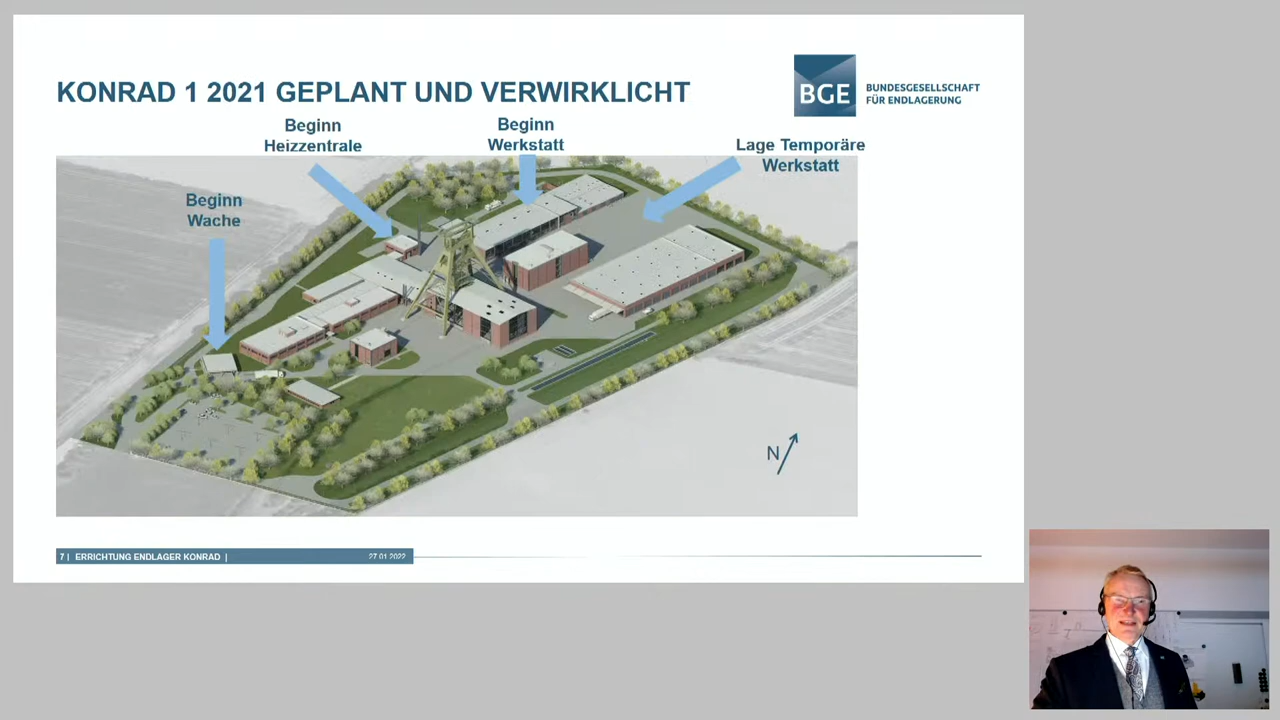 KONRAD 1 2021 GEPLANT UND VERWIRKLICHT
BGE
BUNDESGESELLSCHAFT
FÜR ENDLAGERUNG
Beginn
Heizzentrale
Beginn
Werkstatt
Lage Temporäre
Werkstatt
Beginn
Wache
N
7 | ERRICHTUNG ENDLAGER KONRAD |
27.01.2022